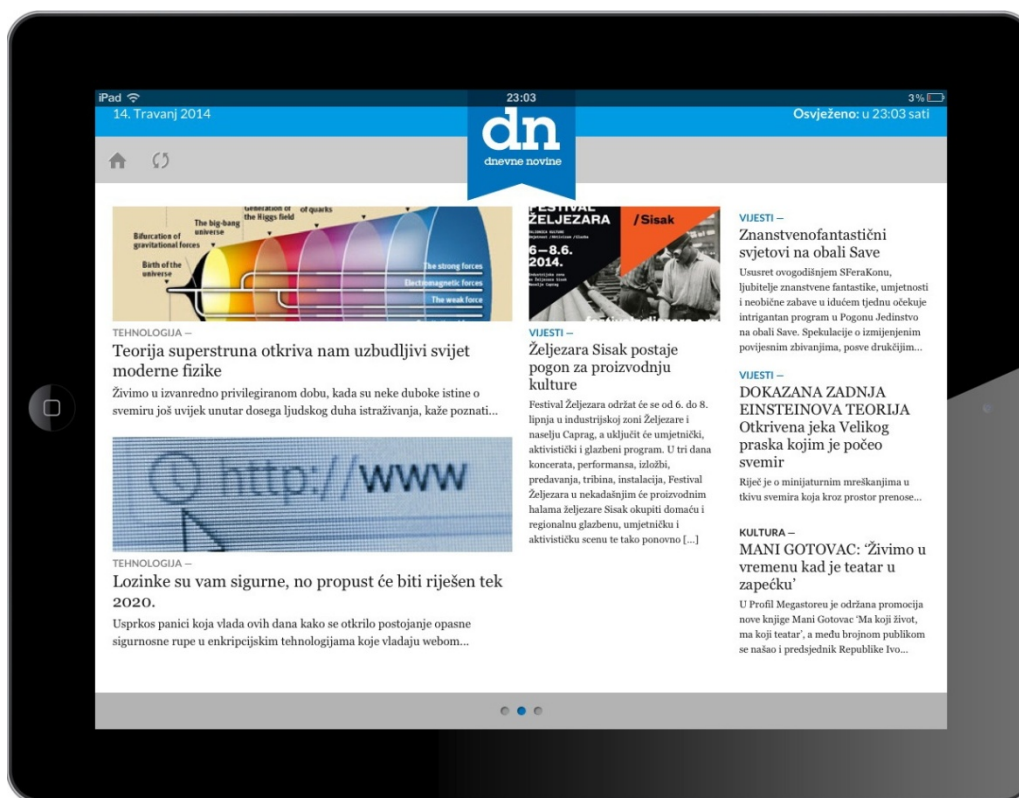 iPad
23:03
3%
14. Travanj 2014
Osvježeno: u 23:03 sati
dn
dnevne novine
the Higgs field
of quarks
The big-bang
universe
Bifurcation of
gravitational forces
Birth of the
universe
The strong forces
Electromagnetic forces
The weak force
TEHNOLOGIJA –
Teorija superstruna otkriva nam uzbudljivi svijet
moderne fizike
Živimo u izvanredno privilegiranom dobu, kada su neke duboke istine o
svemiru još uvijek unutar dosega ljudskog duha istraživanja, kaže poznati...
http://www
TEHNOLOGIJA –
Lozinke su vam sigurne, no propust će biti riješen tek
2020.
Usprkos panici koja vlada ovih dana kako se otkrilo postojanje opasne
sigurnosne rupe u enkripcijskim tehnologijama koje vladaju webom...
FESTIVAL
ŽELJEZARA
/Sisak
6–8.6.
2014.
VIJESTI –
Željezara Sisak postaje
pogon za proizvodnju
kulture
Festival Željezara održat će se od 6. do 8.
lipnja u industrijskoj zoni Željezare i
naselju Caprag, a uključit će umjetnički,
aktivistički i glazbeni program. U tri dana
koncerata, performansa, izložbi,
predavanja, tribina, instalacija, Festival
Željezara u nekadašnjim će proizvodnim
halama željezare Sisak okupiti domaću i
regionalnu glazbenu, umjetničku i
aktivističku scenu te tako ponovno [...]
VIJESTI –
Znanstvenofantastični
svjetovi na obali Save
Ususret ovogodišnjem SFeraKonu,
ljubitelje znanstvene fantastike, umjetnosti
i neobične zabave u idućem tjednu očekuje
intrigantan program u Pogonu Jedinstvo
na obali Save. Spekulacije o izmijenjenim
povijesnim zbivanjima, posve drukčijim...
VIJESTI –
DOKAZANA ZADNJA
EINSTEINOVA TEORIJA
Otkrivena jeka Velikog
praska kojim je počeo
svemir
Riječ je o minijaturnim mreškanjima u
tkivu svemira koja kroz prostor prenose...
KULTURA –
MANI GOTOVAC: ‘Živimo u
vremenu kad je teatar u
zapećku’
U Profil Megastoreu je održana promocija
nove knjige Mani Gotovac ‘Ma koji život,
ma koji teatar’, a među brojnom publikom
se našao i predsjednik Republike Ivo...